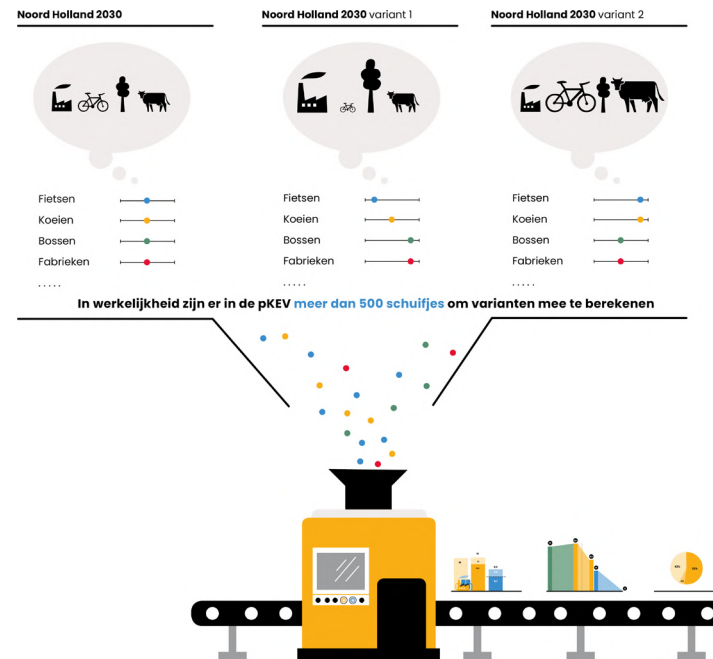 Noord Holland 2030
Noord Holland 2030 variant 1
Noord Holland 2030 variant 2
Fietsen
Koeien
Bossen
Fabrieken
.....
Fietsen
Koeien
Bossen
Fabrieken
.....
Fietsen
Koeien
Bossen
Fabrieken
.....
In werkelijkheid zijn er in de pKEV meer dan 500 schuifjes om varianten mee te berekenen